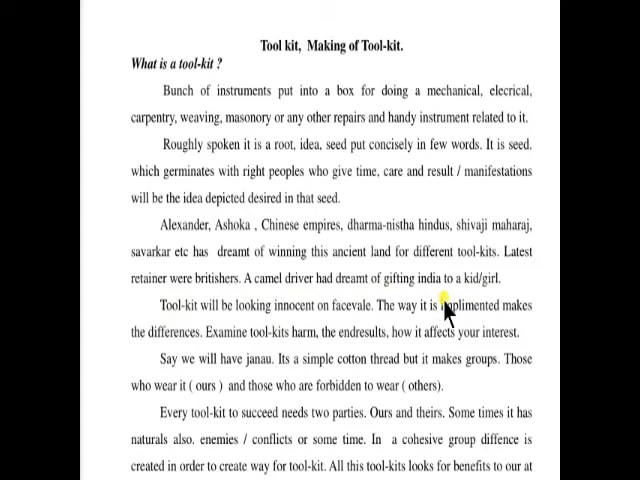 Tool kit, Making of Tool-kit.
What is a tool-kit ?
Bunch of instruments put into a box for doing a mechanical, elecrical,
carpentry, weaving, masonory or any other repairs and handy instrument related to it.
Roughly spoken it is a root, idea, seed put concisely in few words. It is seed.
which germinates with right peoples who give time, care and result / manifestations
will be the idea depicted desired in that seed.
Alexander, Ashoka , Chinese empires, dharma-nistha hindus, shivaji maharaj,
savarkar etc has dreamt of winning this ancient land for different tool-kits. Latest
retainer were britishers. A camel driver had dreamt of gifting india to a kid/girl.
Tool-kit will be looking innocent on facevale. The way it is implimented makes
the differences. Examine tool-kits harm, the endresults, how it affects your interest.
Say we will have janau. Its a simple cotton thread but it makes groups. Those
who wear it ( ours ) and those who are forbidden to wear ( others).
Every tool-kit to succeed needs two parties. Ours and theirs. Some times it has
naturals also. enemies / conflicts or some time. In a cohesive group diffence is
created in order to create way for tool-kit. All this tool-kits looks for benefits to our at